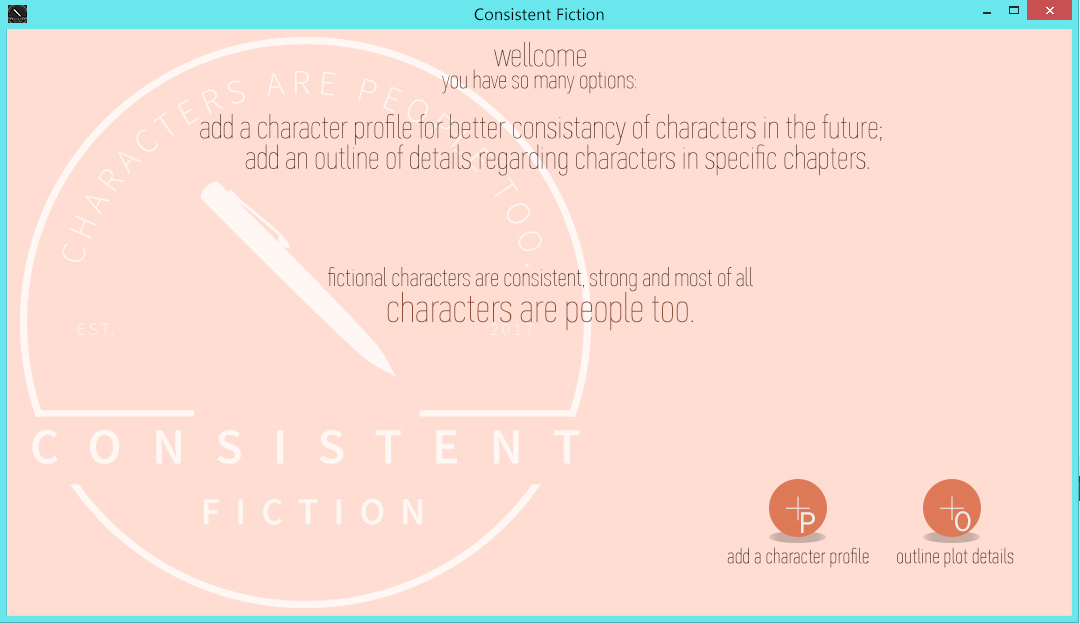 Consistent Fiction
wellcome
you have so many options:
add a character profile for better consistancy of characters in the future;
add an outline of details regarding characters in specific chapters.
CHARACTERS ARE PEOPLE TOO.
fictional characters are consistent, strong and most of all
characters are people too.
EST. 2017
CONSISTENT
FICTION
+P
+O
add a character profile
outline plot details